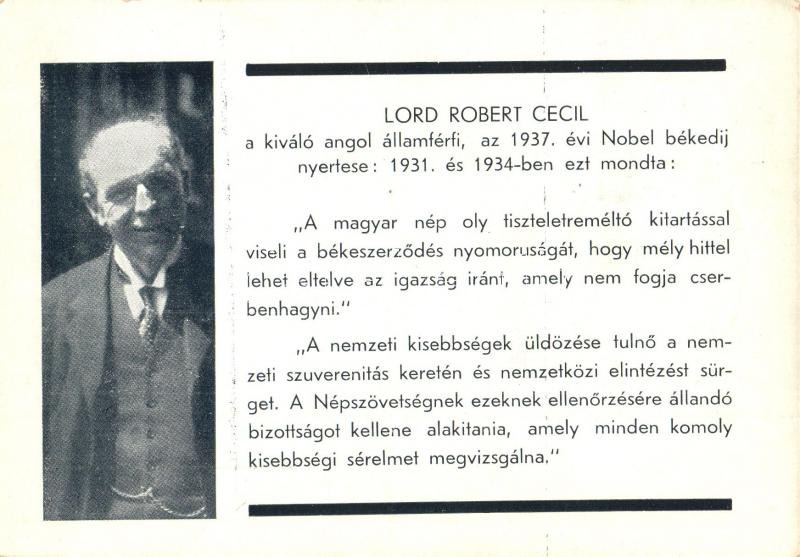 LORD ROBERT CECIL
a kiváló angol államférfi, az 1937. évi Nobel békedij
nyertese: 1931. és 1934-ben ezt mondta:
„A magyar nép oly tiszteletreméltó kitartással
viseli a békeszerződés nyomoruságát, hogy mély hittel
lehet eltelve az igazság iránt, amely nem fogja cser-
benhagyni.“
„A nemzeti kisebbségek üldözése tulnő a nem-
zeti szuverenitás keretén és nemzetközi elintézést sür-
get. A Népszövetségnek ezeknek ellenőrzésére állandó
bizottságot kellene alakitania, amely minden komoly
kisebbségi sérelmet megvizsgálna.“